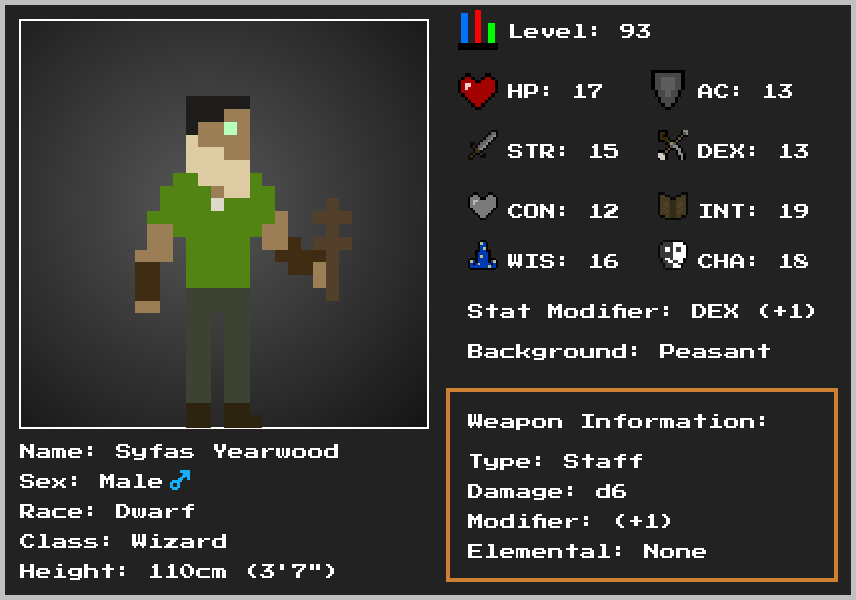 Level: 93
HP: 17 AC: 13
STR: 15 DEX: 13
CON: 12 INT: 19
WIS: 16 CHA: 18
Stat Modifier: DEX (+1)
Background: Peasant
Weapon Information:
Type: Staff
Damage: d6
Modifier: (+1)
Elemental: None
Name: Syfas Yearwood
Sex: Male♂
Race: Dwarf
Class: Wizard
Height: 110cm (3'7")